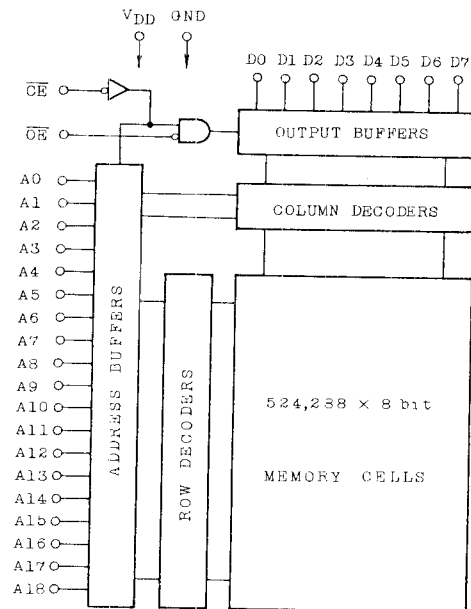 VDD GND
D0 D1 D2 D3 D4 D5 D6 D7
C̅E̅
O̅E̅
OUTPUT BUFFERS
COLUMN DECODERS
A0
A1
A2
A3
A4
A5
A6
A7
A8
A9
A10
A11
A12
A13
A14
A15
A16
A17
A18
ADDRESS BUFFERS
ROW DECODERS
524,288 × 8 bit
MEMORY CELLS